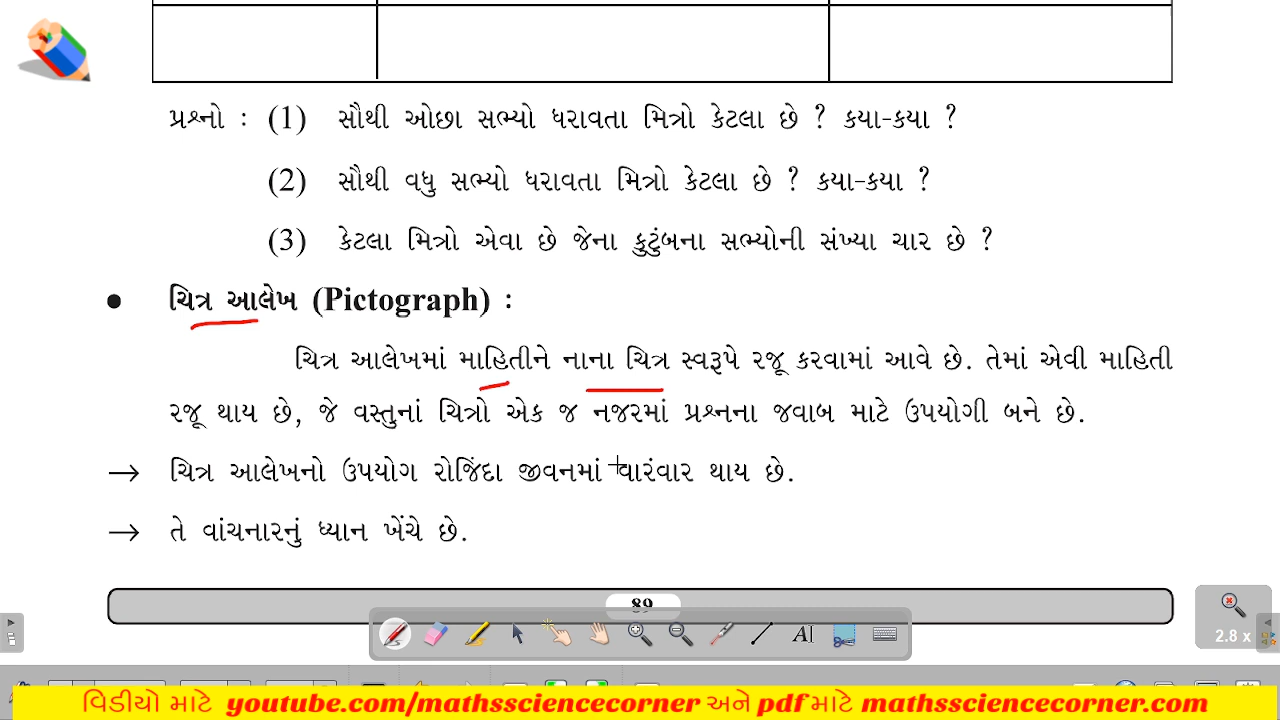 પ્રશ્નો : (1) સૌથી ઓછા સભ્યો ધરાવતા મિત્રો કેટલા છે ? કયા-કયા ?
(2) સૌથી વધુ સભ્યો ધરાવતા મિત્રો કેટલા છે ? કયા-કયા ?
(3) કેટલા મિત્રો એવા છે જેના કુટુંબના સભ્યોની સંખ્યા ચાર છે ?
● ચિત્ર આલેખ (Pictograph) :
ચિત્ર આલેખમાં માહિતીને નાના ચિત્ર સ્વરૂપે રજૂ કરવામાં આવે છે. તેમાં એવી માહિતી
રજૂ થાય છે, જે વસ્તુનાં ચિત્રો એક જ નજરમાં પ્રશ્નના જવાબ માટે ઉપયોગી બને છે.
→ ચિત્ર આલેખનો ઉપયોગ રોજિંદા જીવનમાં વારંવાર થાય છે.
→ તે વાંચનારનું ધ્યાન ખેંચે છે.
89
2.8 x
વિડીયો માટે youtube.com/mathssciencecorner અને pdf માટે mathssciencecorner.com